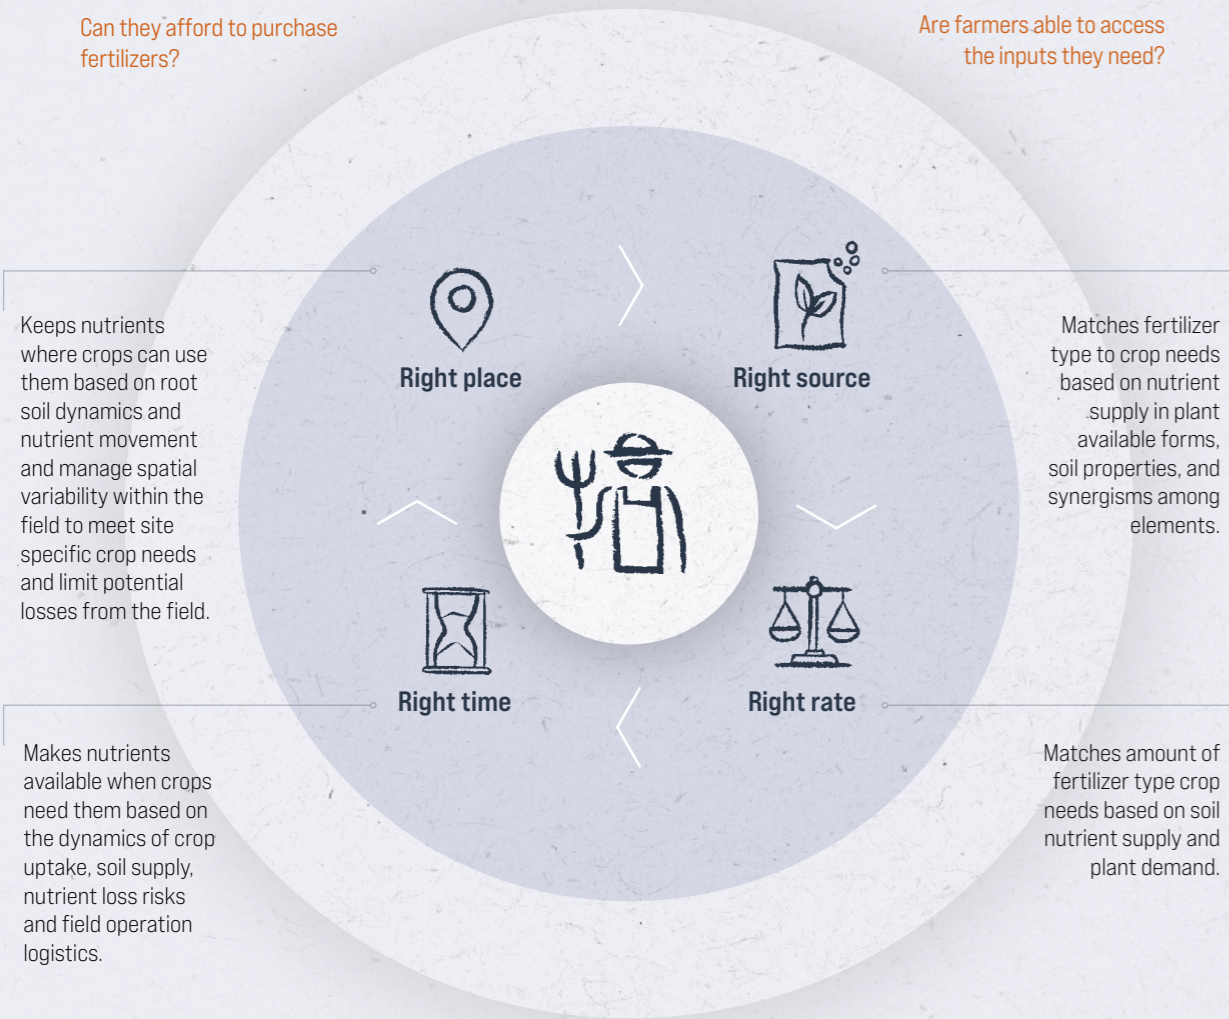 Can they afford to purchase
fertilizers?
Are farmers able to access
the inputs they need?
Right place
Keeps nutrients
where crops can use
them based on root
soil dynamics and
nutrient movement
and manage spatial
variability within the
field to meet site
specific crop needs
and limit potential
losses from the field.
Right source
Matches fertilizer
type to crop needs
based on nutrient
supply in plant
available forms,
soil properties, and
synergisms among
elements.
Right time
Makes nutrients
available when crops
need them based on
the dynamics of crop
uptake, soil supply,
nutrient loss risks
and field operation
logistics.
Right rate
Matches amount of
fertilizer type crop
needs based on soil
nutrient supply and
plant demand.